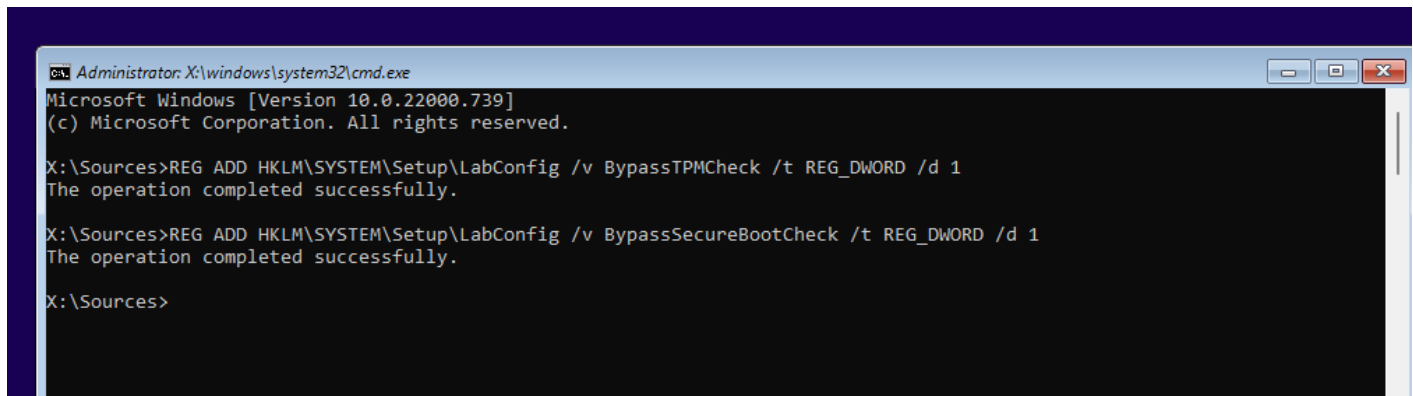 Administrator: X:\windows\system32\cmd.exe
Microsoft Windows [Version 10.0.22000.739]
(c) Microsoft Corporation. All rights reserved.
X:\Sources>REG ADD HKLM\SYSTEM\Setup\LabConfig /v BypassTPMCheck /t REG_DWORD /d 1
The operation completed successfully.
X:\Sources>REG ADD HKLM\SYSTEM\Setup\LabConfig /v BypassSecureBootCheck /t REG_DWORD /d 1
The operation completed successfully.
X:\Sources>